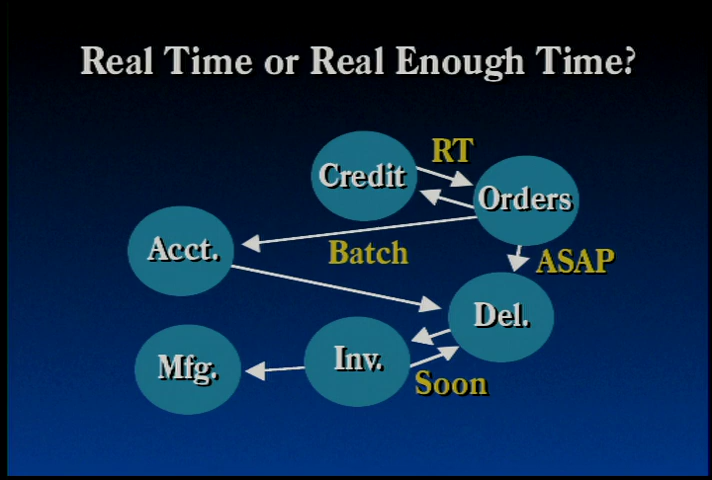 Real Time or Real Enough Time?
RT
Credit
Orders
Acct.
Batch
ASAP
Del.
Mfg.
Inv.
Soon